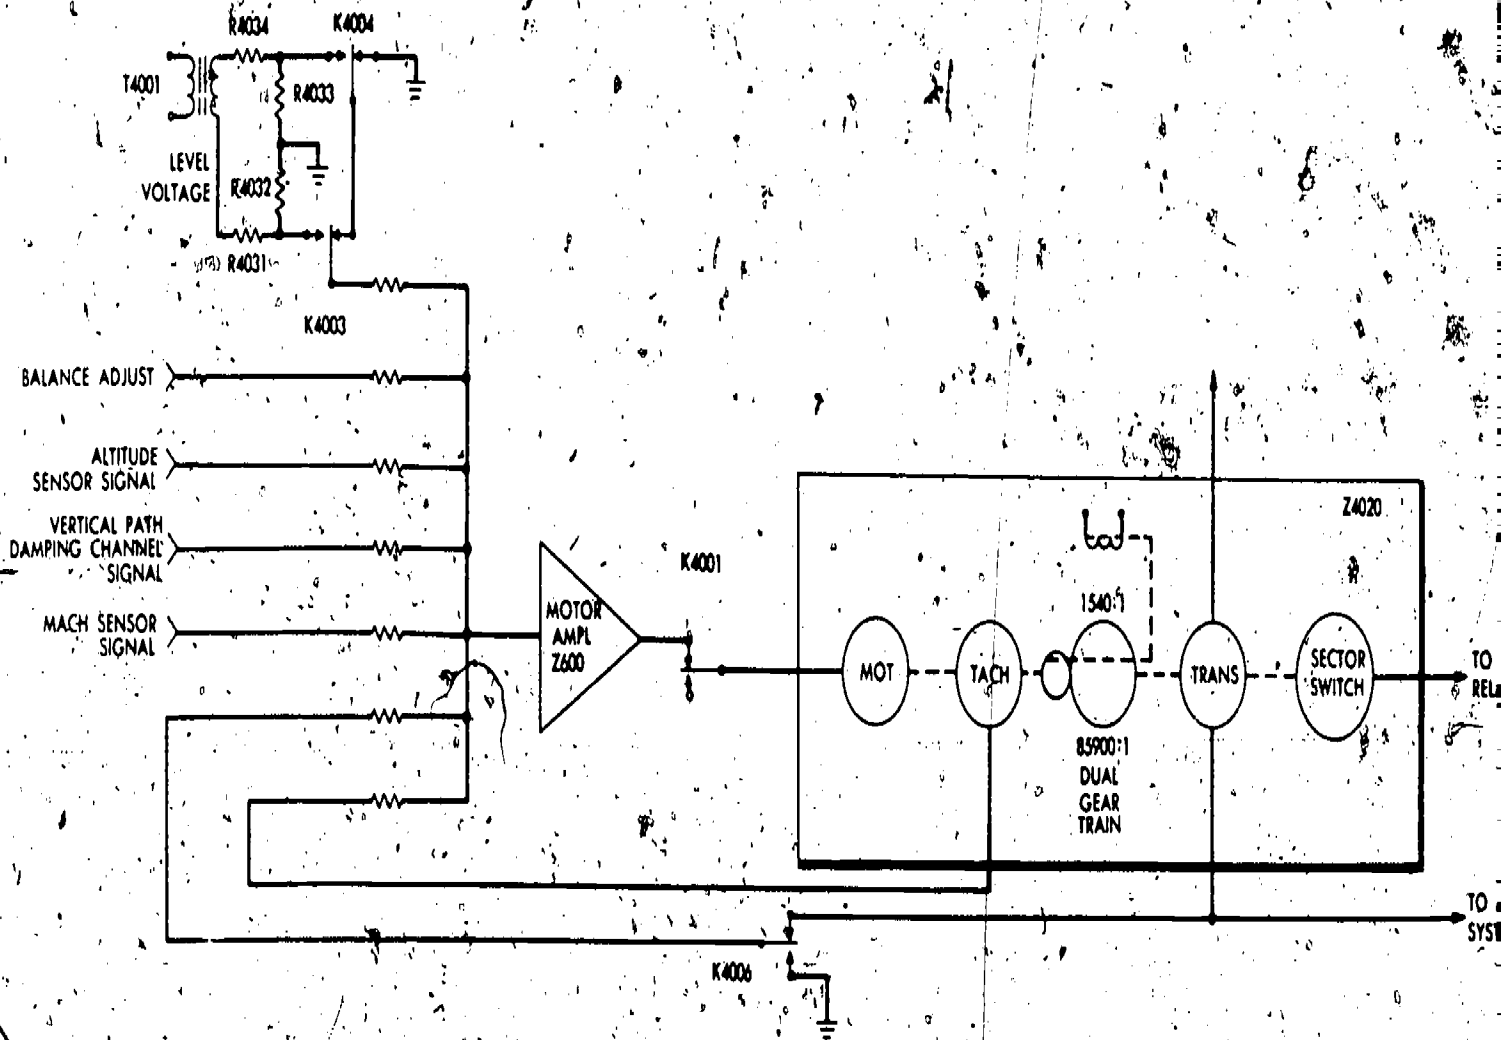 R4034
K4004
T4001
R4033
LEVEL
VOLTAGE
R4032
R4031
K4003
BALANCE ADJUST
ALTITUDE
SENSOR SIGNAL
VERTICAL PATH
DAMPING CHANNEL
SIGNAL
MACH SENSOR
SIGNAL
MOTOR
AMPL
Z600
K4001
Z4020
1540:1
MOT
TACH
TRANS
SECTOR
SWITCH
85900:1
DUAL
GEAR
TRAIN
TO
TO
K4006